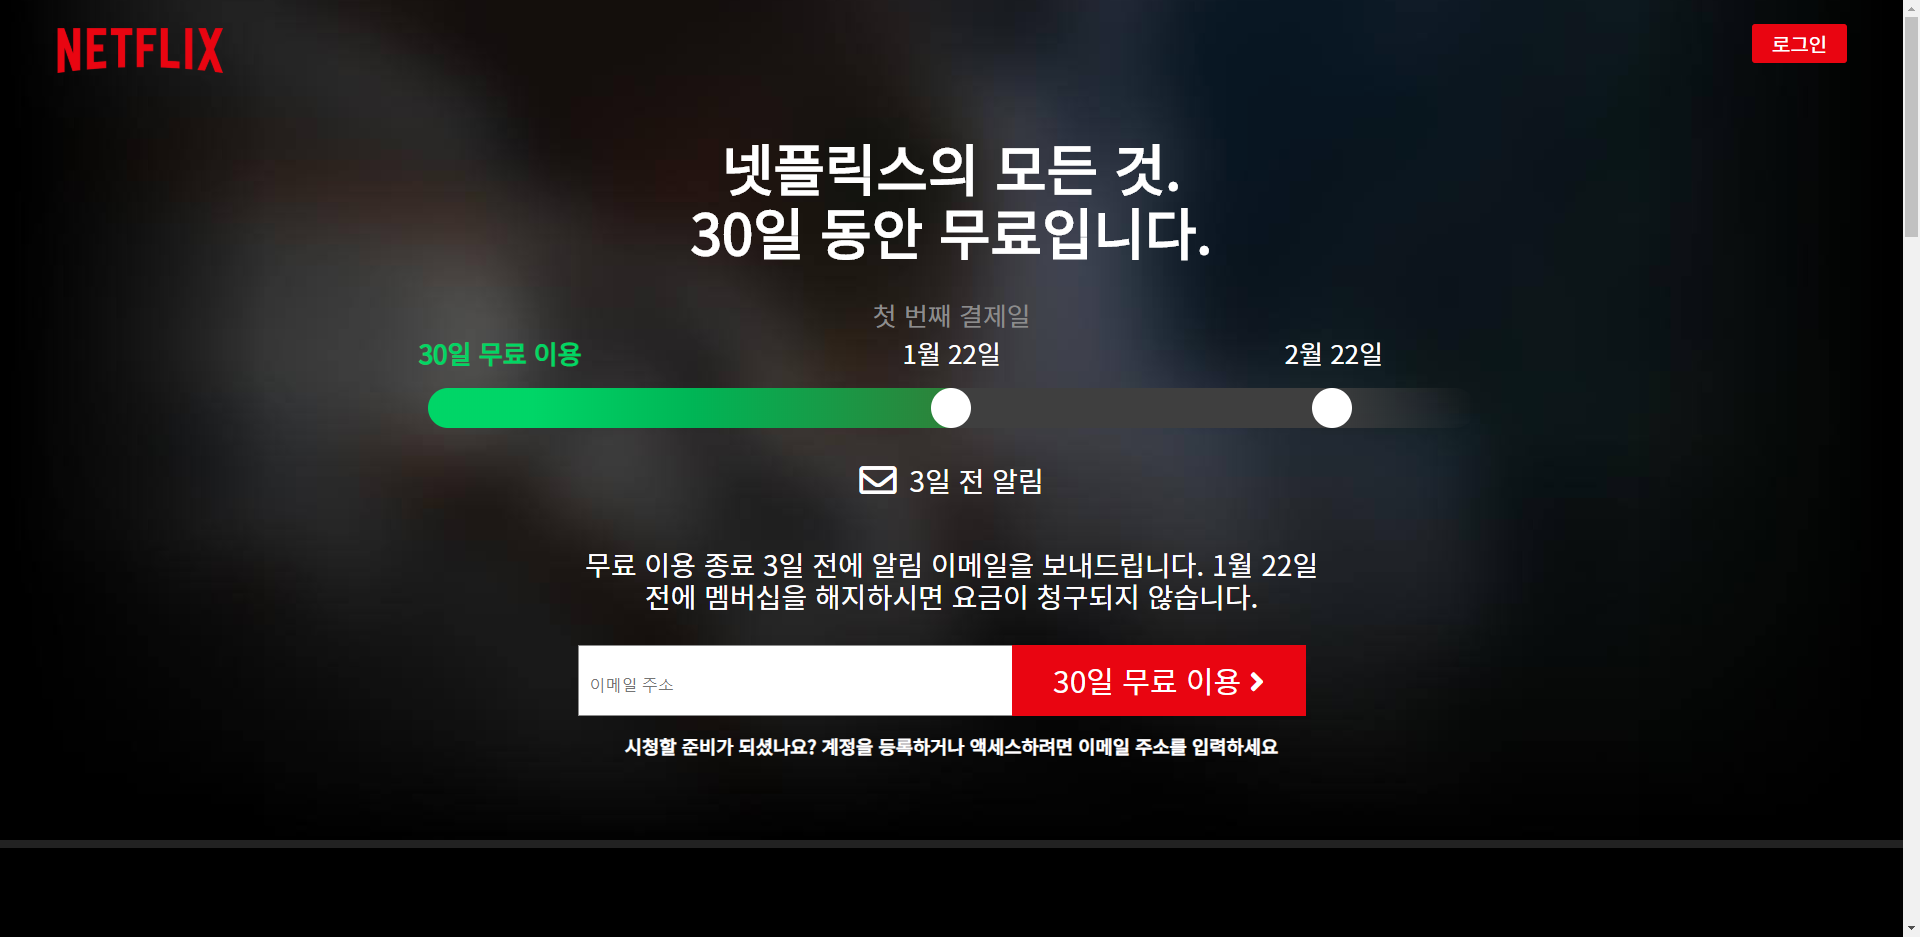 NETFLIX
로그인
넷플릭스의 모든 것.
30일 동안 무료입니다.
첫 번째 결제일
30일 무료 이용
1월 22일
2월 22일
3일 전 알림
무료 이용 종료 3일 전에 알림 이메일을 보내드립니다. 1월 22일
전에 멤버십을 해지하시면 요금이 청구되지 않습니다.
이메일 주소
30일 무료 이용
시청할 준비가 되셨나요? 계정을 등록하거나 액세스하려면 이메일 주소를 입력하세요